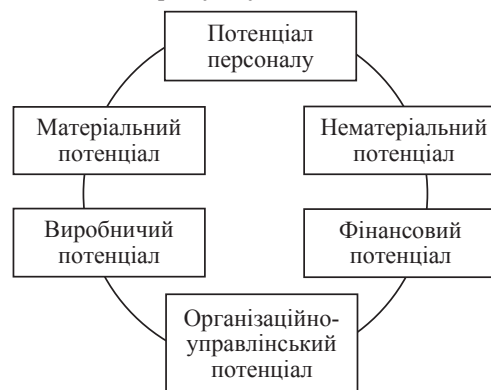 Потенціал
персоналу
Матеріальний
потенціал
Нематеріальний
потенціал
Виробничий
потенціал
Фінансовий
потенціал
Організаційно-
управлінський
потенціал